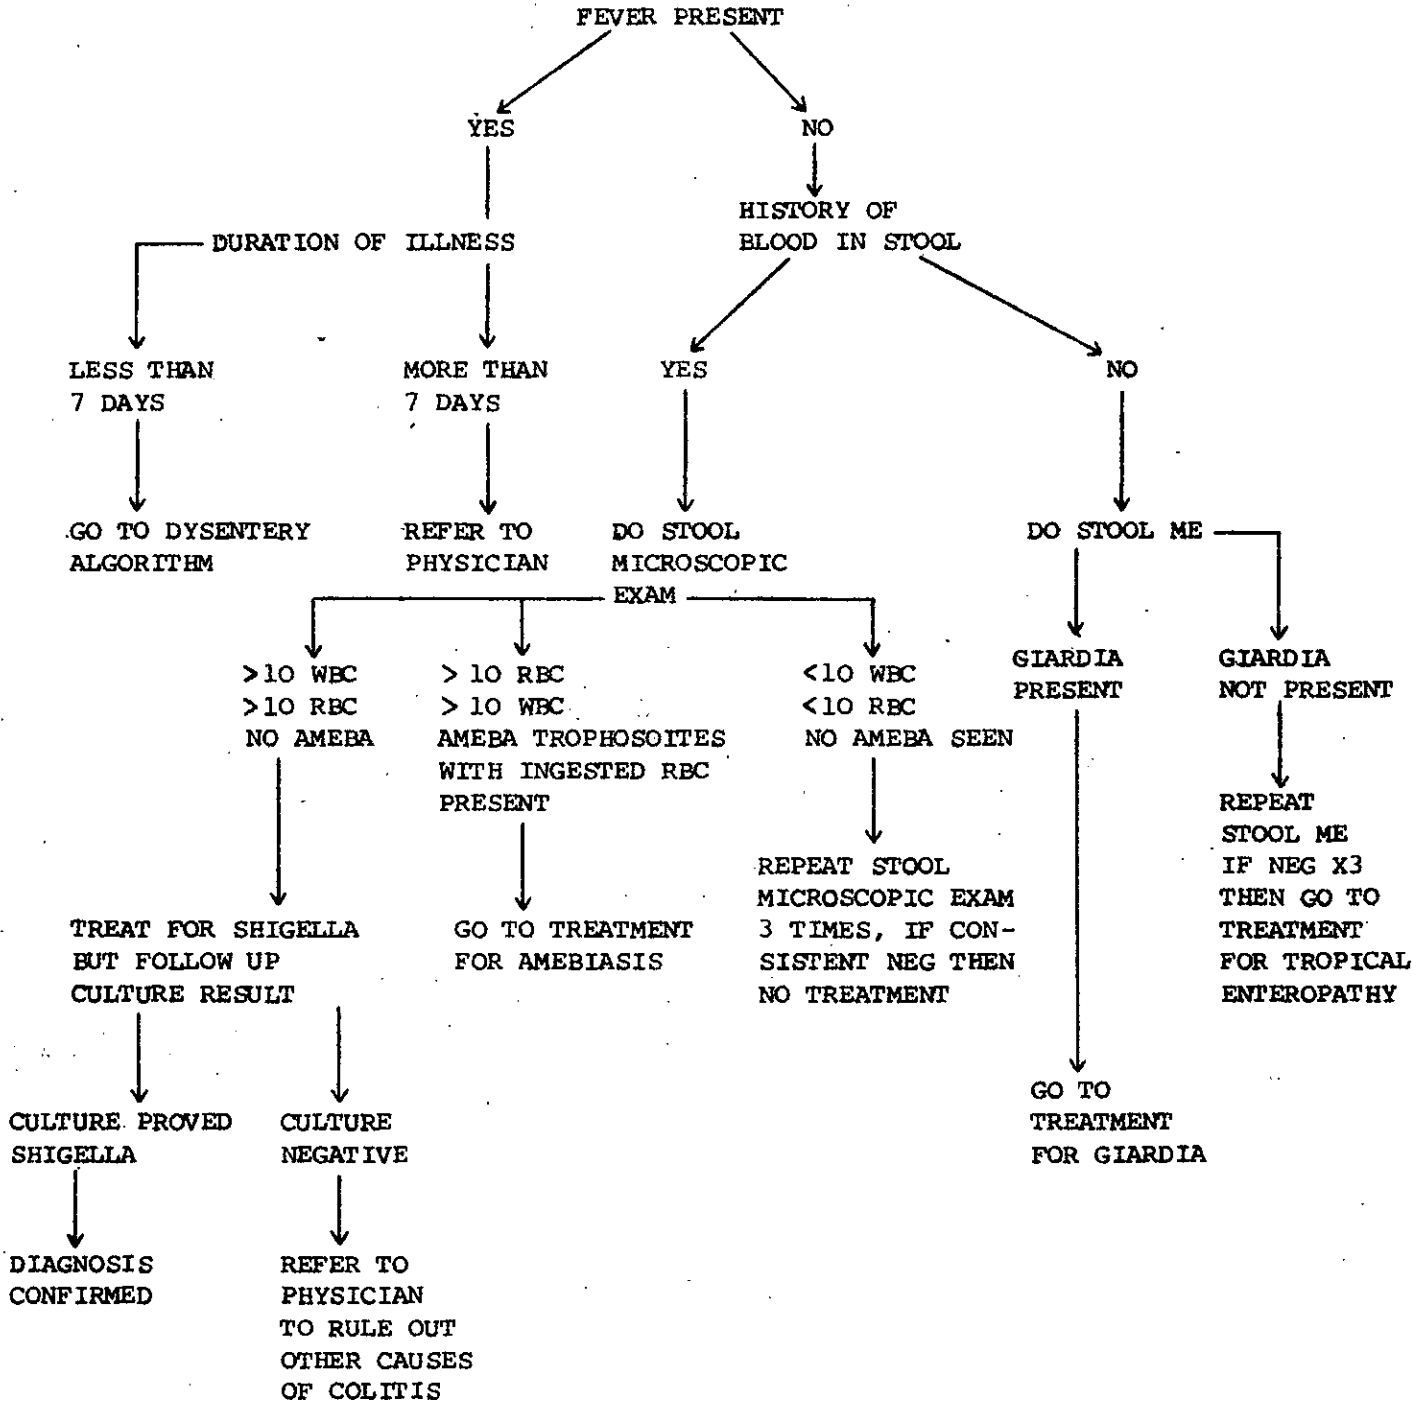 FEVER PRESENT
YES
NO
HISTORY OF
BLOOD IN STOOL
DURATION OF ILLNESS
LESS THAN
7 DAYS
MORE THAN
7 DAYS
YES
NO
GO TO DYSENTERY
ALGORITHM
REFER TO
PHYSICIAN
DO STOOL
MICROSCOPIC
EXAM
DO STOOL ME
>10 WBC
>10 RBC
NO AMEBA
> 10 RBC
> 10 WBC
AMEBA TROPHOSOITES
WITH INGESTED RBC
PRESENT
<10 WBC
<10 RBC
NO AMEBA SEEN
GIARDIA
PRESENT
GIARDIA
NOT PRESENT
TREAT FOR SHIGELLA
BUT FOLLOW UP
CULTURE RESULT
GO TO TREATMENT
FOR AMEBIASIS
REPEAT STOOL
MICROSCOPIC EXAM
3 TIMES, IF CON-
SISTENT NEG THEN
NO TREATMENT
REPEAT
STOOL ME
IF NEG X3
THEN GO TO
TREATMENT
FOR TROPICAL
ENTEROPATHY
CULTURE PROVED
SHIGELLA
CULTURE
NEGATIVE
GO TO
TREATMENT
FOR GIARDIA
DIAGNOSIS
CONFIRMED
REFER TO
PHYSICIAN
TO RULE OUT
OTHER CAUSES
OF COLITIS